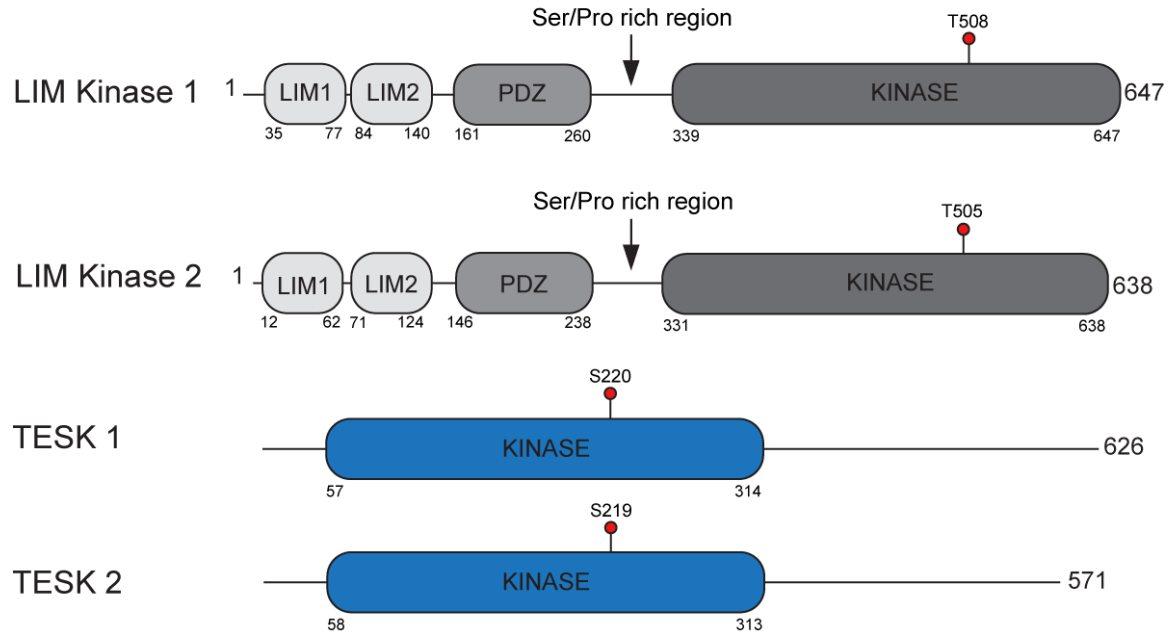 Ser/Pro rich region
T508
LIM Kinase 1
1
LIM1
LIM2
PDZ
KINASE
647
35
77
84
140
161
260
339
647
Ser/Pro rich region
T505
LIM Kinase 2
1
LIM1
LIM2
PDZ
KINASE
638
12
62
71
124
146
238
331
638
S220
TESK 1
KINASE
626
57
314
S219
TESK 2
KINASE
571
58
313